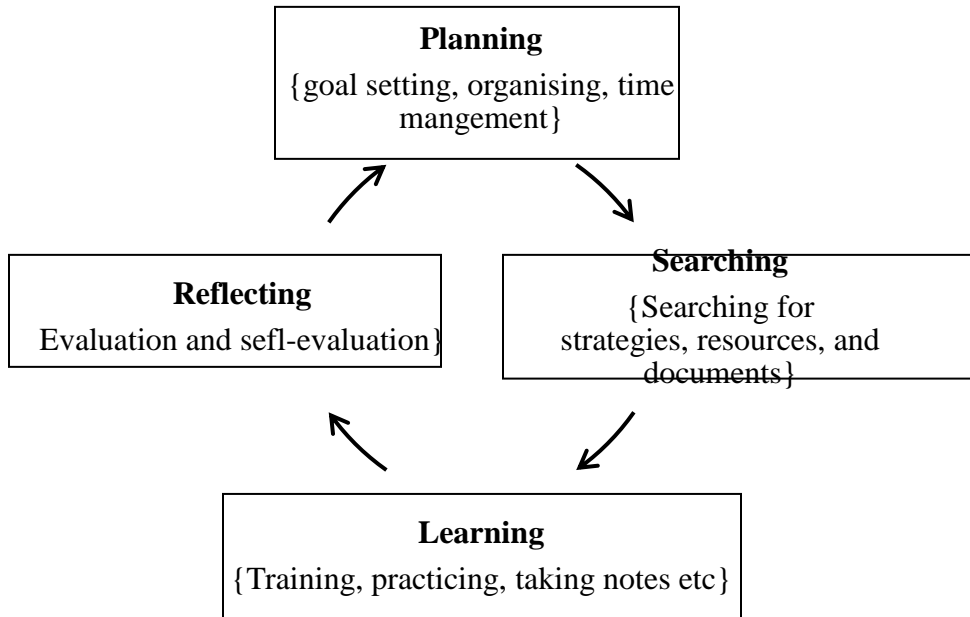 Planning
{goal setting, organising, time
mangement}
Searching
{Searching for
strategies, resources, and
documents}
Learning
{Training, practicing, taking notes etc}
Reflecting
Evaluation and sefl-evaluation}